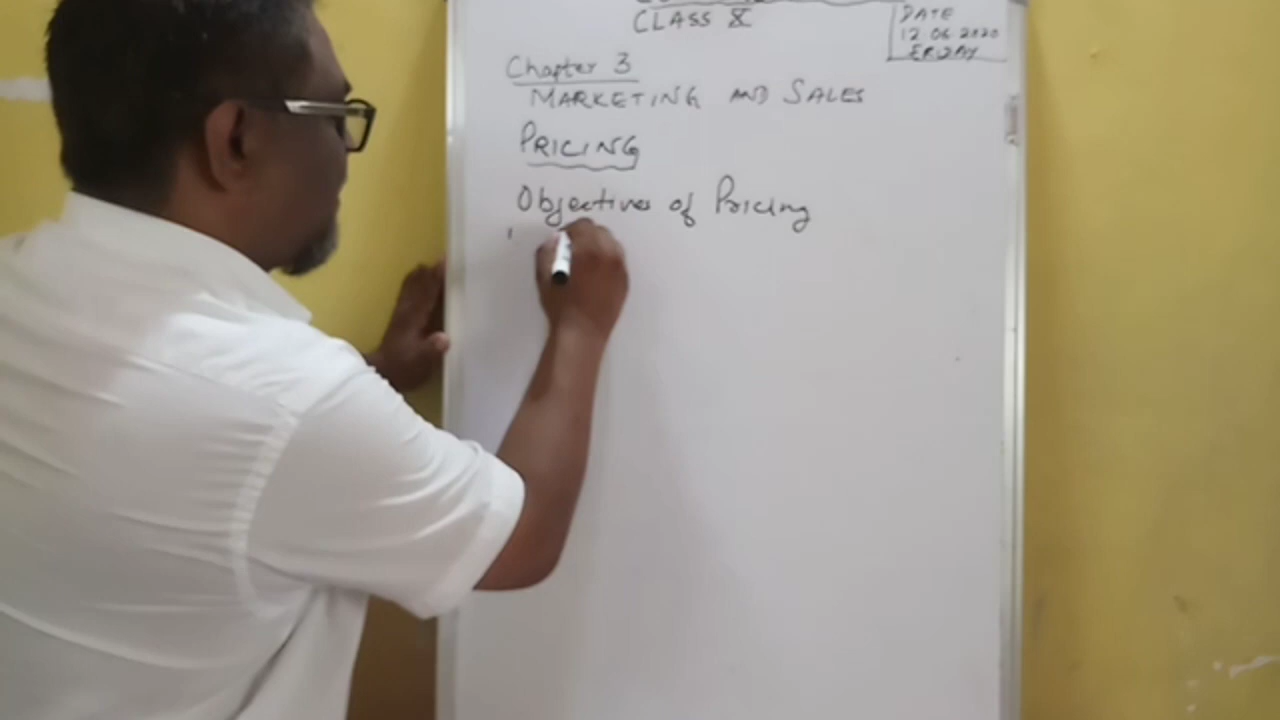 CLASS X
DATE
12 06 2020
FRIDAY
Chapter 3
MARKETING AND SALES
PRICING
Objectives of Pricing